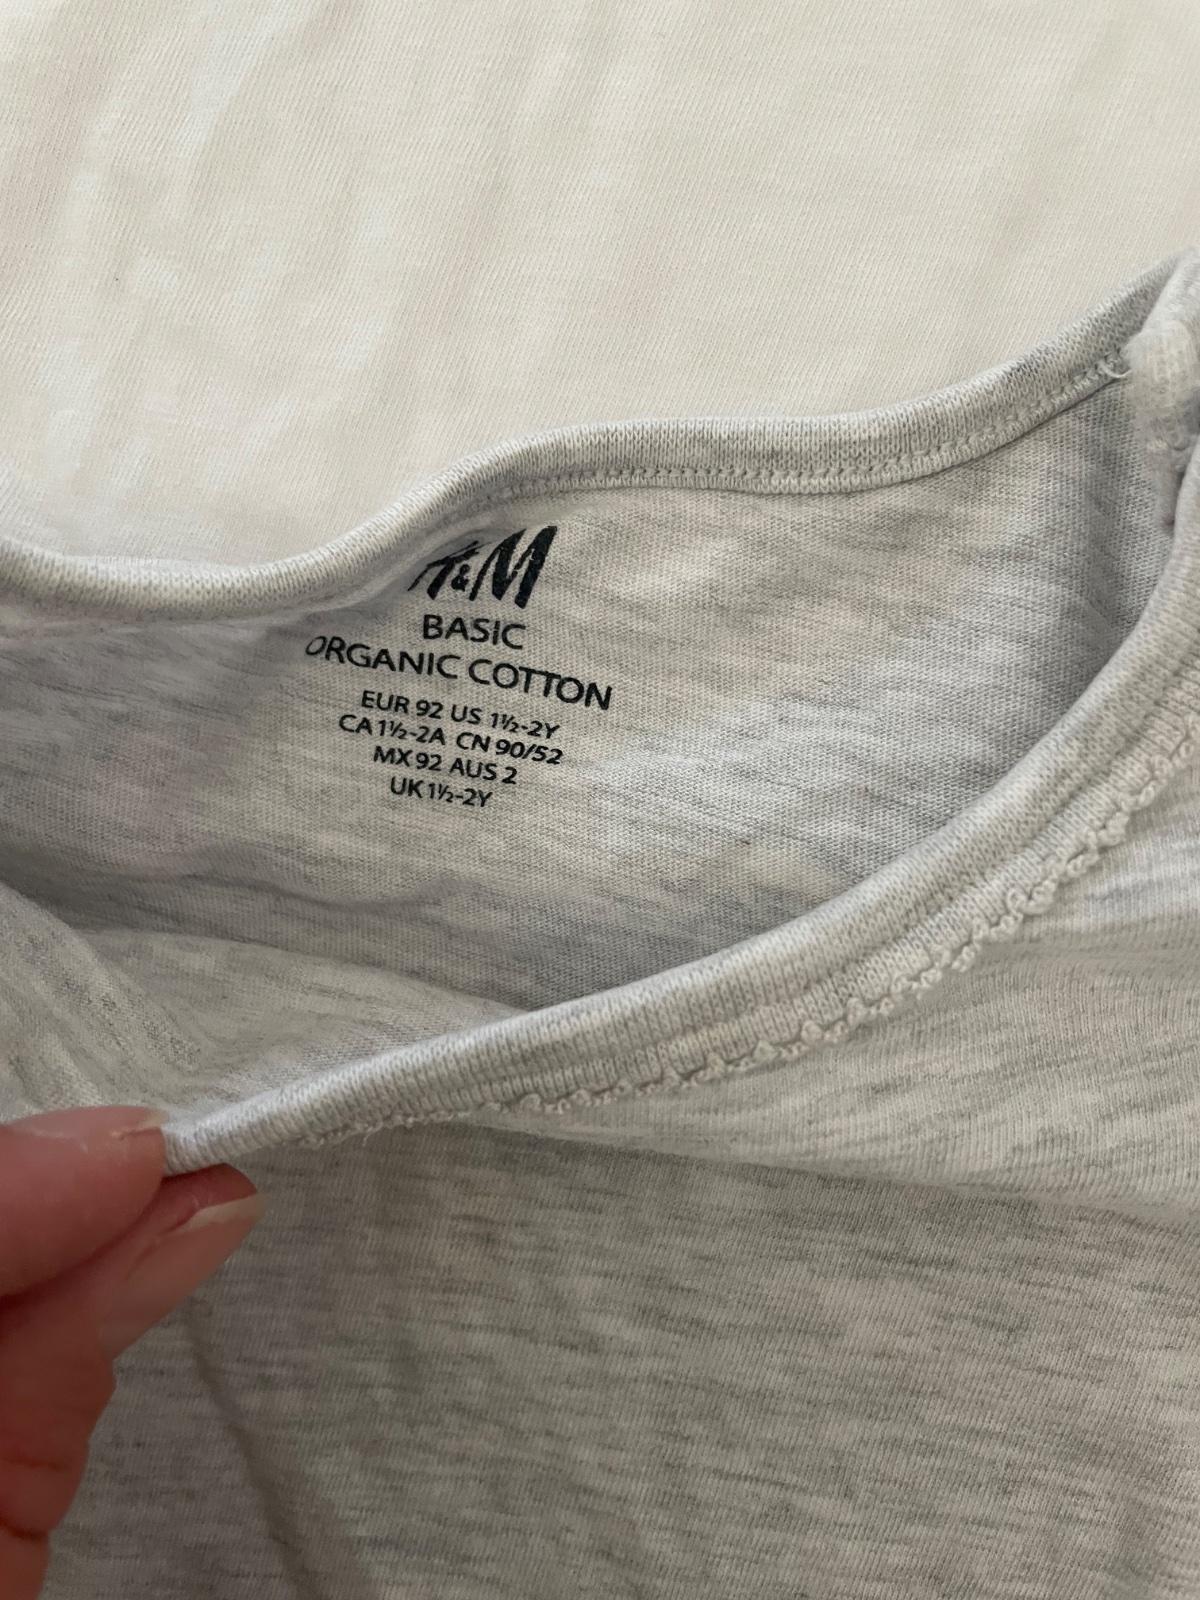 H&M
BASIC
ORGANIC COTTON
EUR 92 US 1½-2Y
CA 1½-2A CN 90/52
MX 92 AUS 2
UK 1½-2Y